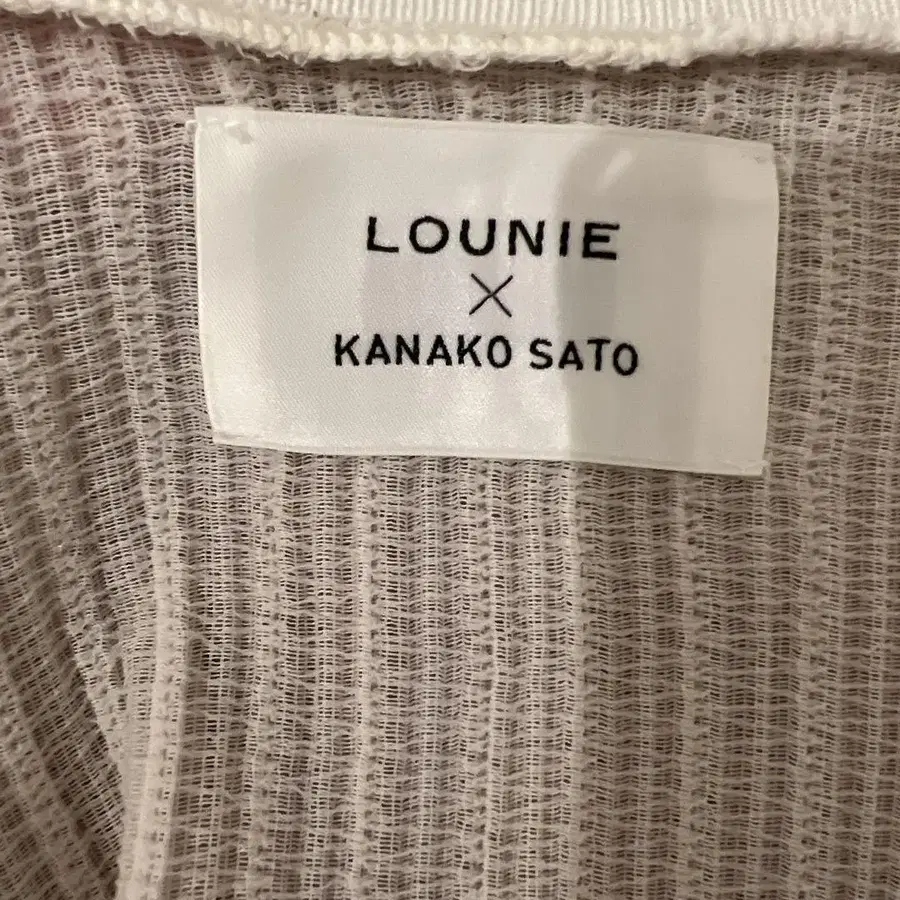 LOUNIE
×
KANAKO SATO